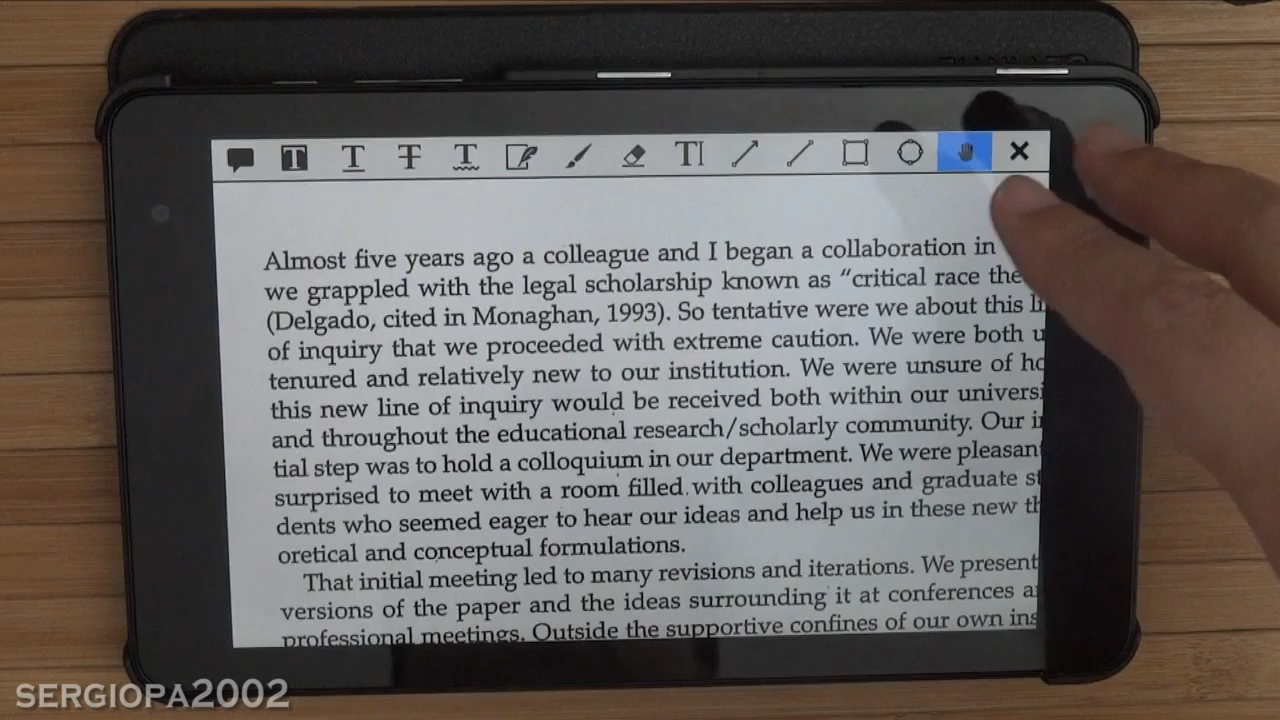 T T T T TI
Almost five years ago a colleague and I began a collaboration in
we grappled with the legal scholarship known as “critical race the
(Delgado, cited in Monaghan, 1993). So tentative were we about this li
of inquiry that we proceeded with extreme caution. We were both u
tenured and relatively new to our institution. We were unsure of ho
this new line of inquiry would be received both within our universi
and throughout the educational research/scholarly community. Our i
tial step was to hold a colloquium in our department. We were pleasan
surprised to meet with a room filled with colleagues and graduate st
dents who seemed eager to hear our ideas and help us in these new th
oretical and conceptual formulations.
That initial meeting led to many revisions and iterations. We present
versions of the paper and the ideas surrounding it at conferences a
professional meetings. Outside the supportive confines of our own ins
SERGIOPA2002